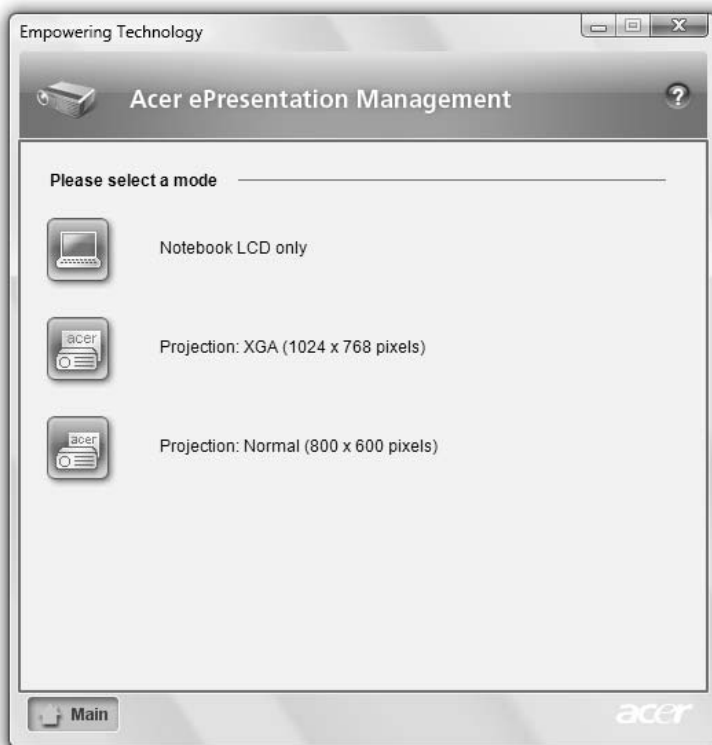 Empowering Technology
Acer ePresentation Management
?
Please select a mode
Notebook LCD only
acer
Projection: XGA (1024 x 768 pixels)
acer
Projection: Normal (800 x 600 pixels)
Main
acer